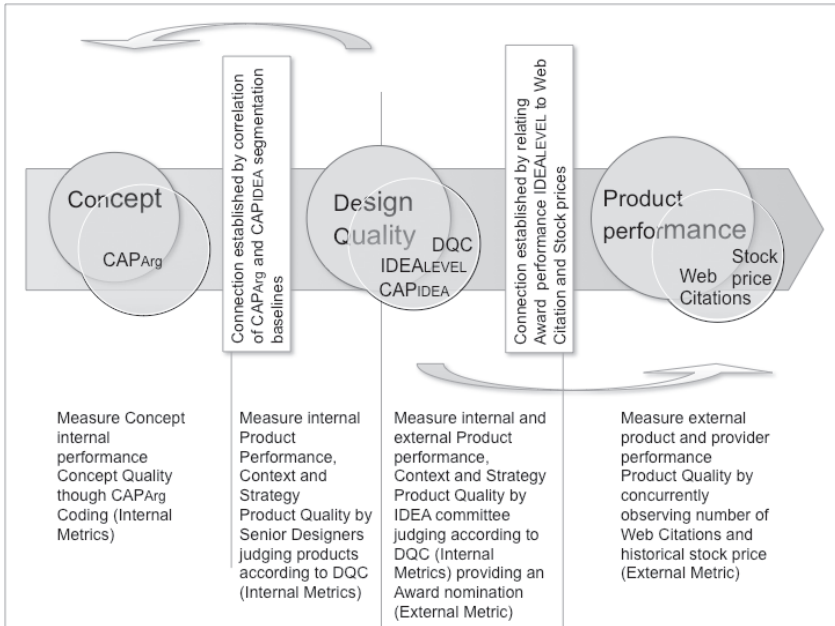 Concept
CAPArg
Connection established by correlation
of CAPArg and CAPIDEA segmentation
baselines
Design
Quality
DQC
IDEALEVEL
CAPIDEA
Connection established by relating
Award performance IDEALEVEL to Web
Citation and Stock prices
Product
performance
Stock
price
Web
Citations
Measure Concept
internal
performance
Concept Quality
though CAPArg
Coding (Internal
Metrics)
Measure internal
Product
Performance,
Context and
Strategy
Product Quality by
Senior Designers
judging products
according to DQC
(Internal Metrics)
Measure internal and
external Product
performance,
Context and Strategy
Product Quality by
IDEA committee
judging according to
DQC (Internal
Metrics) providing an
Award nomination
(External Metric)
Measure external
product and provider
performance
Product Quality by
concurrently
observing number of
Web Citations and
historical stock price
(External Metric)